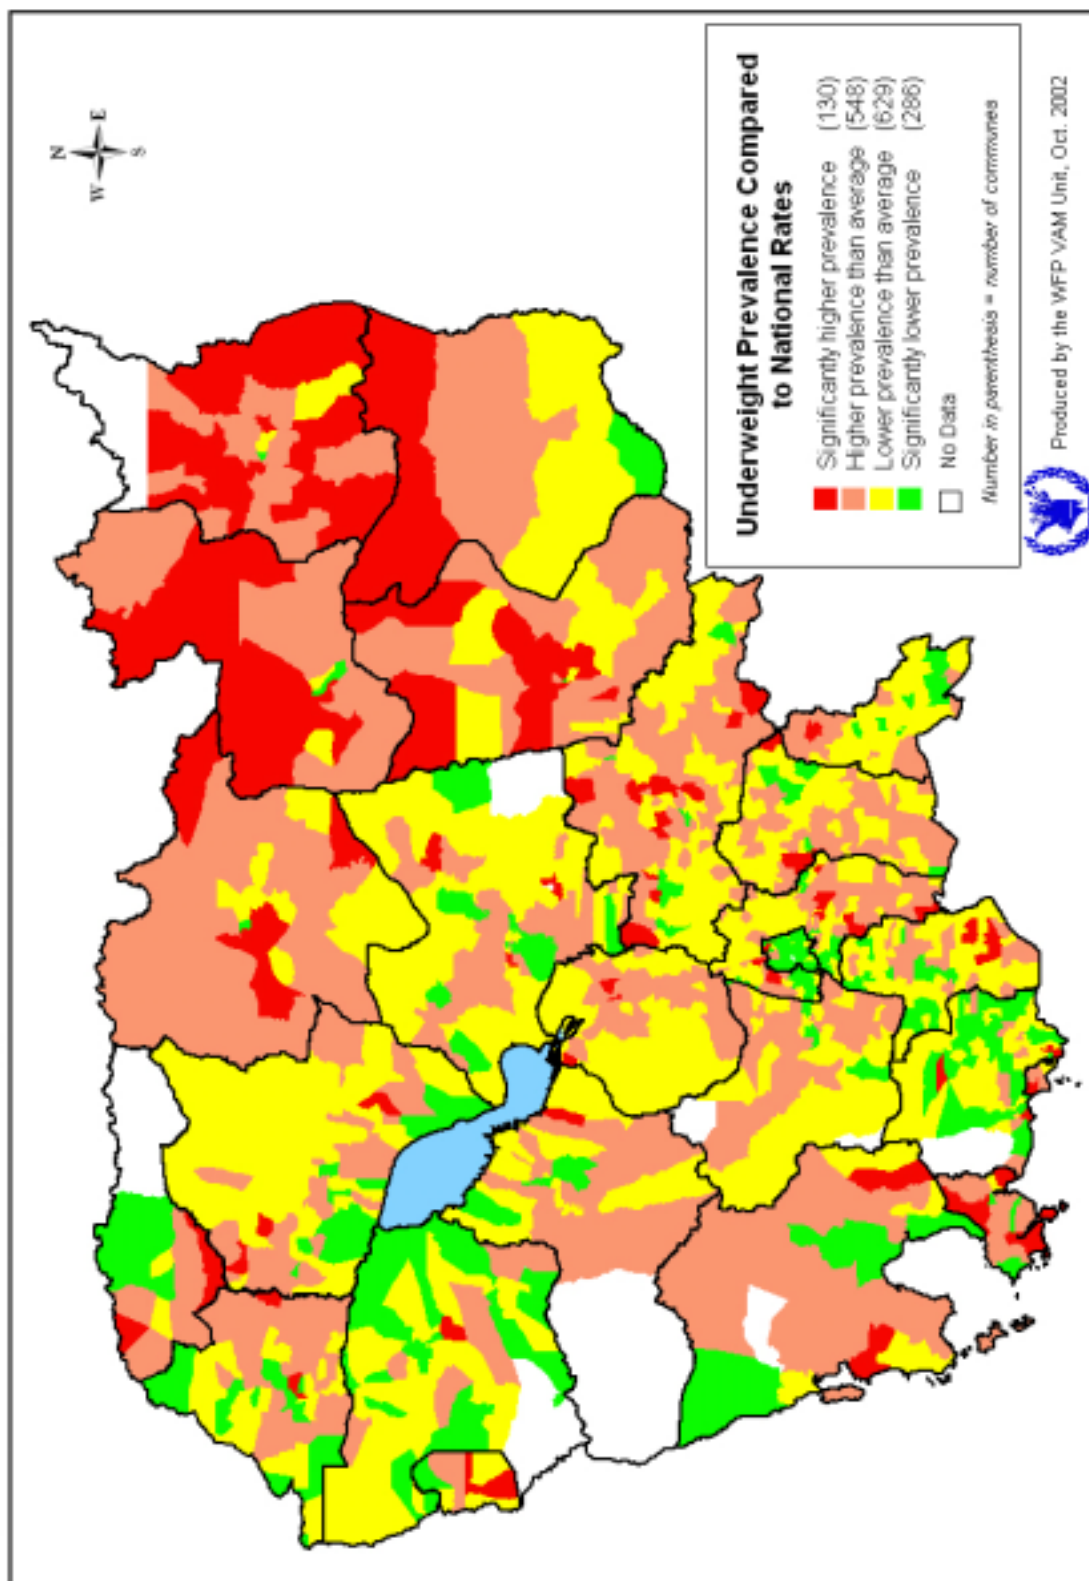 N
W E
S
Underweight Prevalence Compared
to National Rates
Significantly higher prevalence (130)
Higher prevalence than average (548)
Lower prevalence than average (629)
Significantly lower prevalence (286)
No Data
Number in parenthesis = number of communes
Produced by the WFP VAM Unit, Oct. 2002